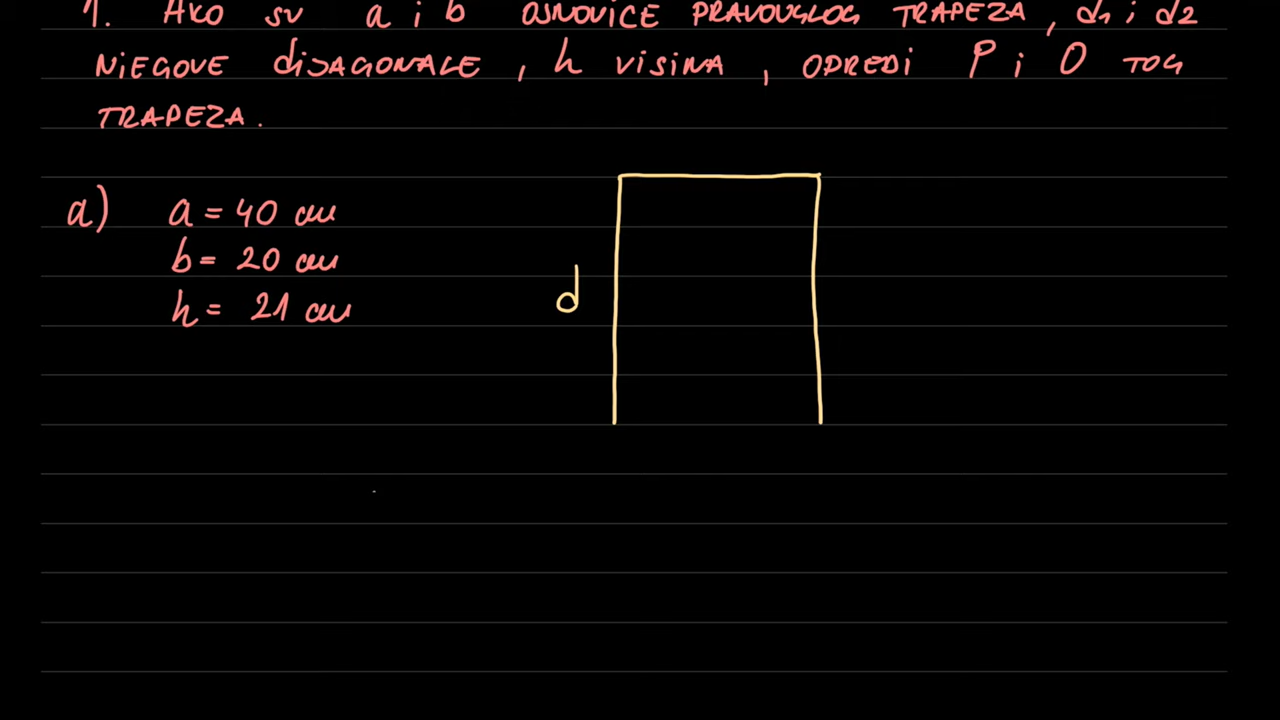 1. AKO SU a i b OSNOVICE PRAVOUGLOG TRAPEZA, d1 i d2
NJEGOVE DIJAGONALE, h VISINA, ODREDI P i O TOG
TRAPEZA.
a) a = 40 cm
b = 20 cm
h = 21 cm
d